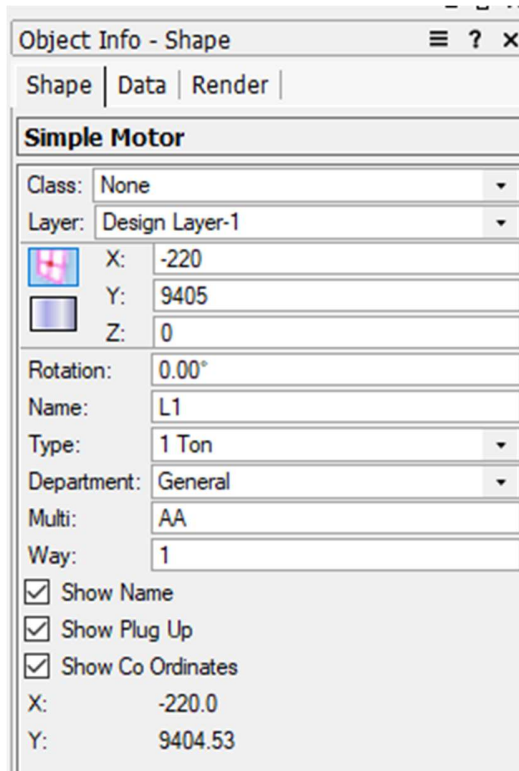 Object Info - Shape ≡ ? ×
Shape Data Render
Simple Motor
Class: None
Layer: Design Layer-1
X: -220
Y: 9405
Z: 0
Rotation: 0.00°
Name: L1
Type: 1 Ton
Department: General
Multi: AA
Way: 1
Show Name
Show Plug Up
Show Co Ordinates
X: -220.0
Y: 9404.53